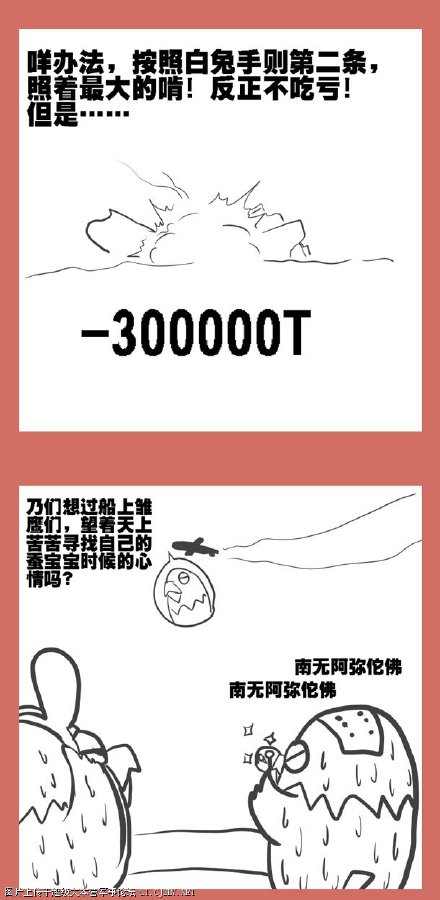 咩办法，按照白兔手则第二条，
照着最大的啃！反正不吃亏！
但是……
-300000T
乃们想过船上雏
鹰们，望着天上
苦苦寻找自己的
蚕宝宝时候的心
情吗？
南无阿弥佗佛
南无阿弥佗佛